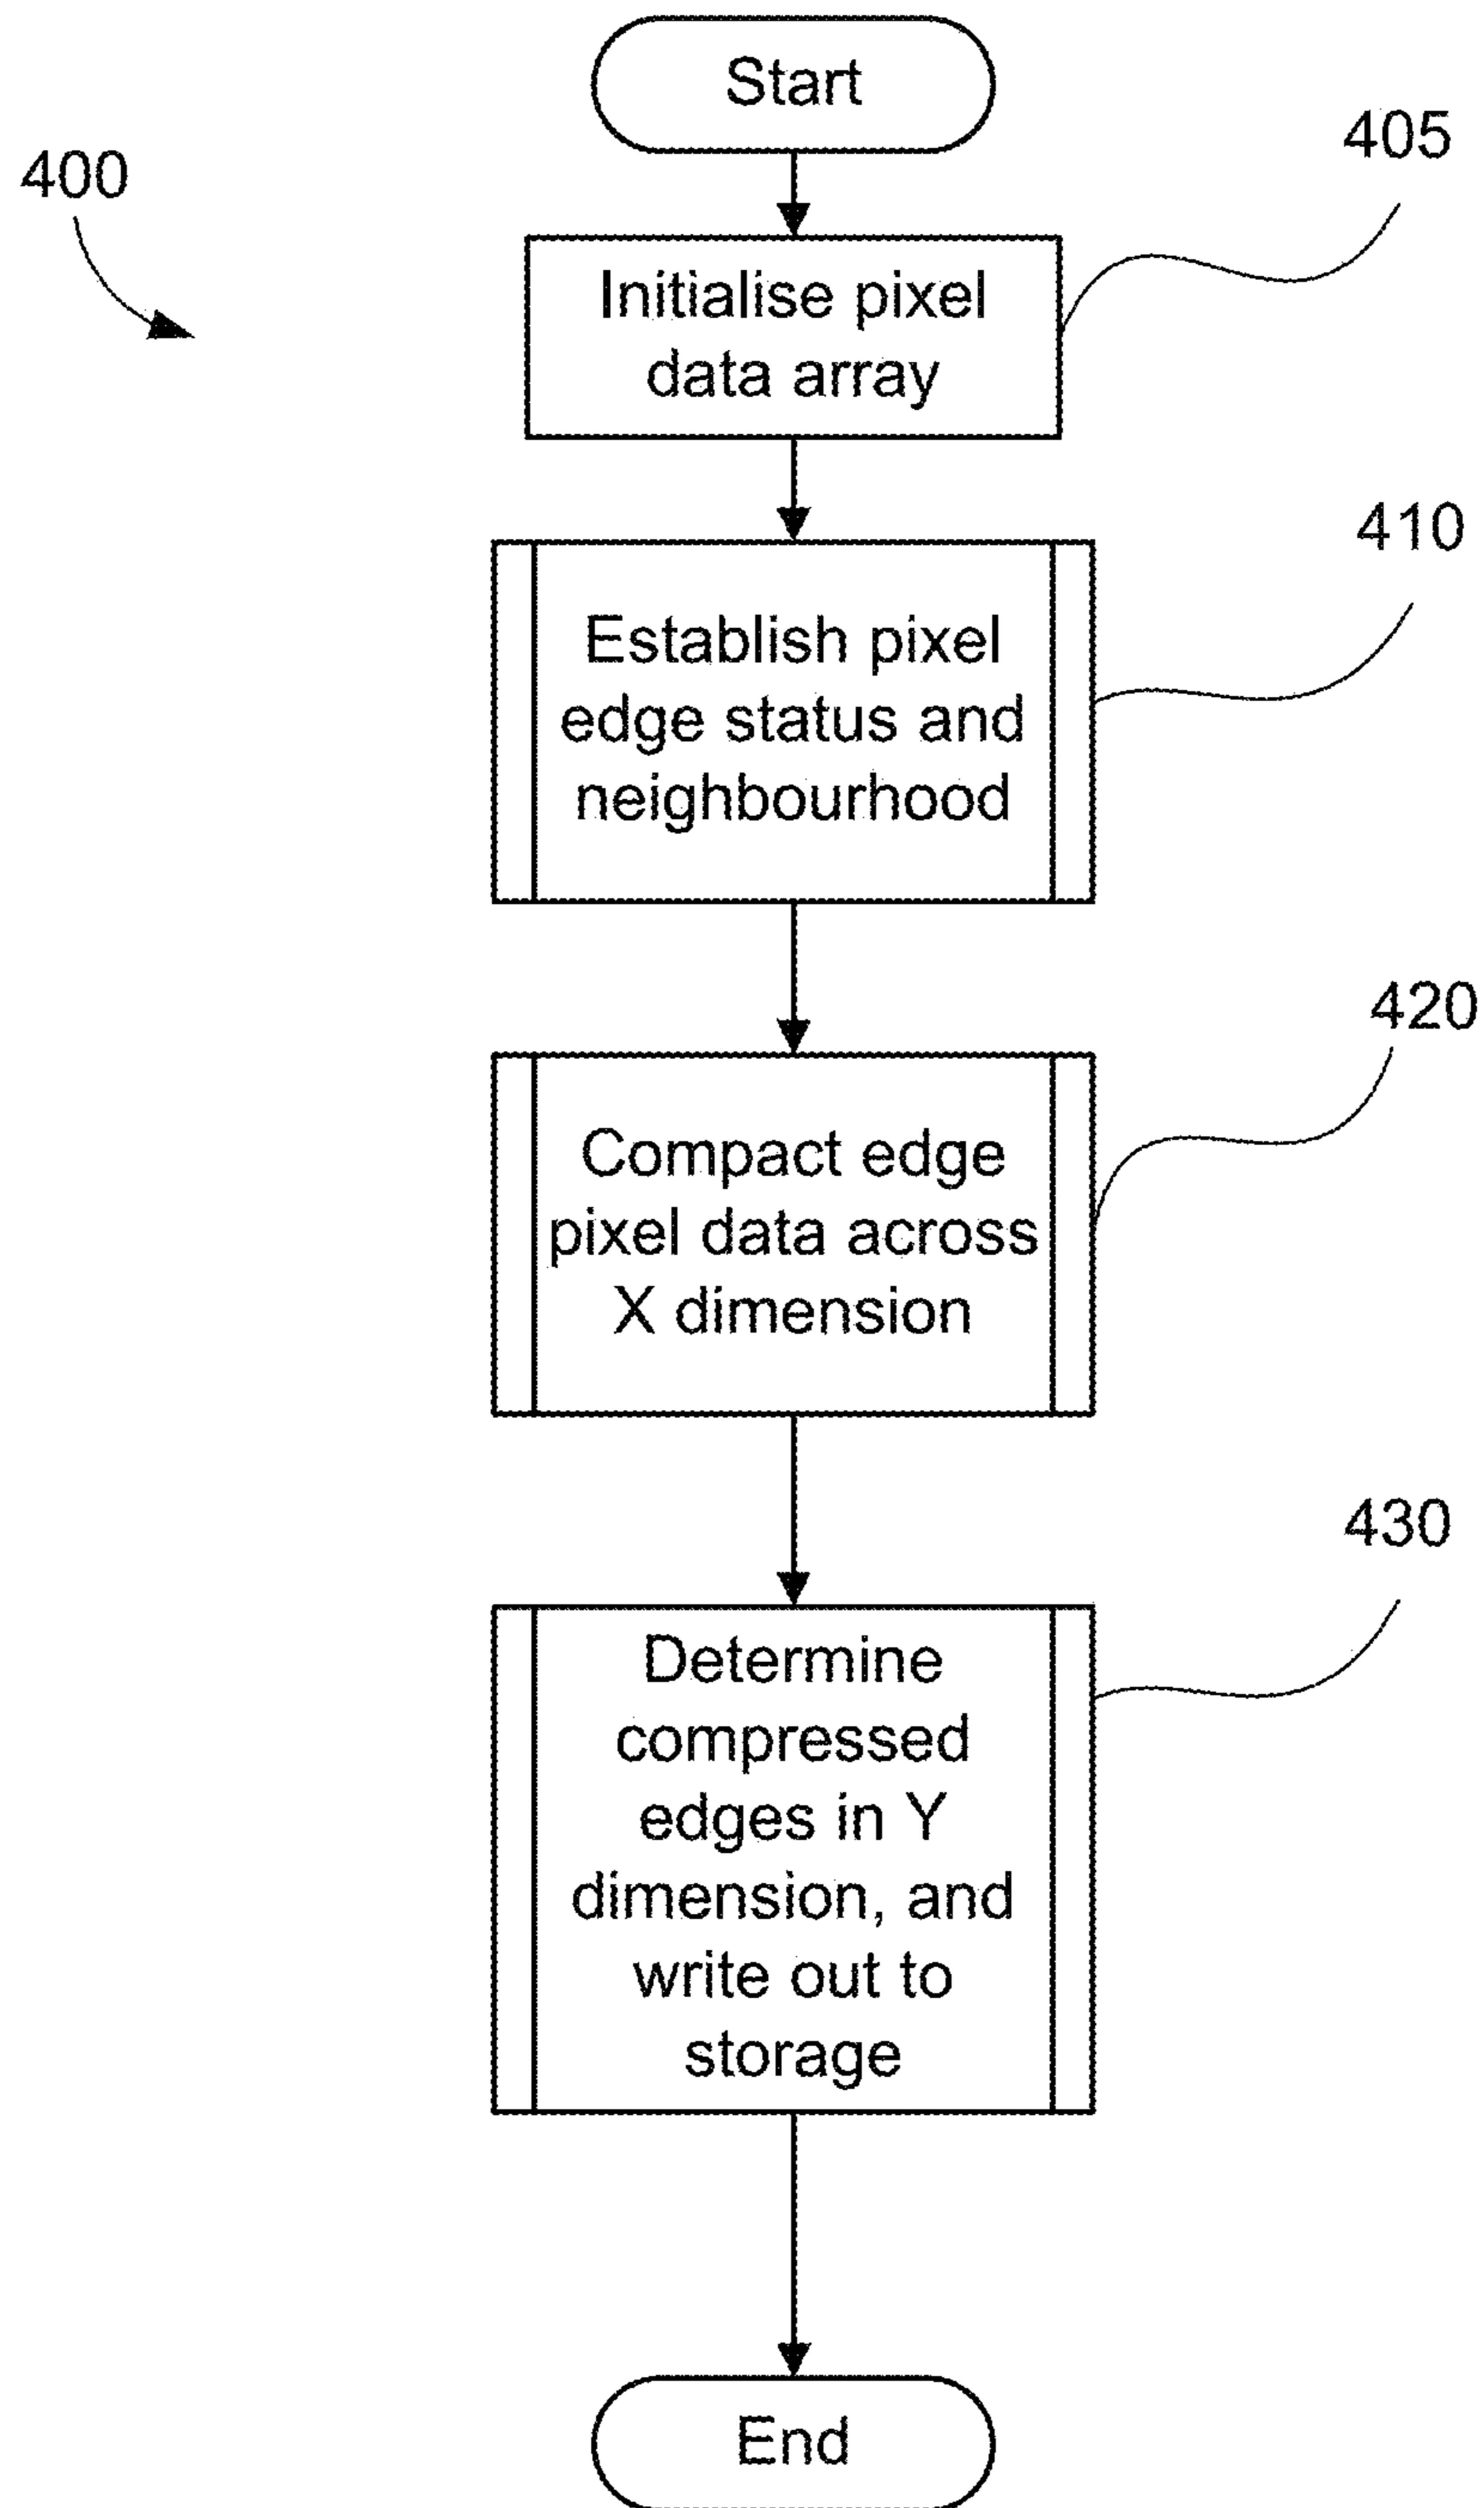 Start
405
400
Initialise pixel
data array
410
Establish pixel
edge status and
neighbourhood
420
Compact edge
pixel data across
X dimension
430
Determine
compressed
edges in Y
dimension, and
write out to
storage
End